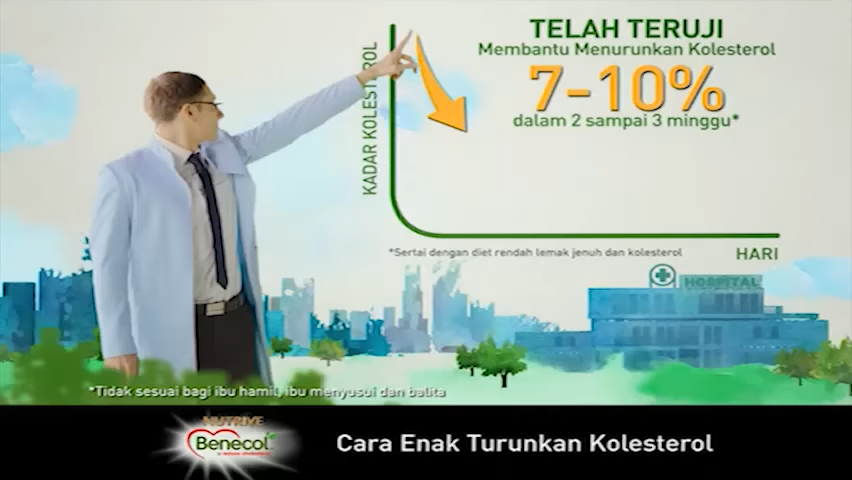 TELAH TERUJI
Membantu Menurunkan Kolesterol
7-10%
dalam 2 sampai 3 minggu*
KADAR KOLESTEROL
*Sertai dengan diet rendah lemak jenuh dan kolesterol
HARI
HOSPITAL
*Tidak sesuai bagi ibu hamil, ibu menyusui dan balita
NUTRIVE
Benecol
Cara Enak Turunkan Kolesterol